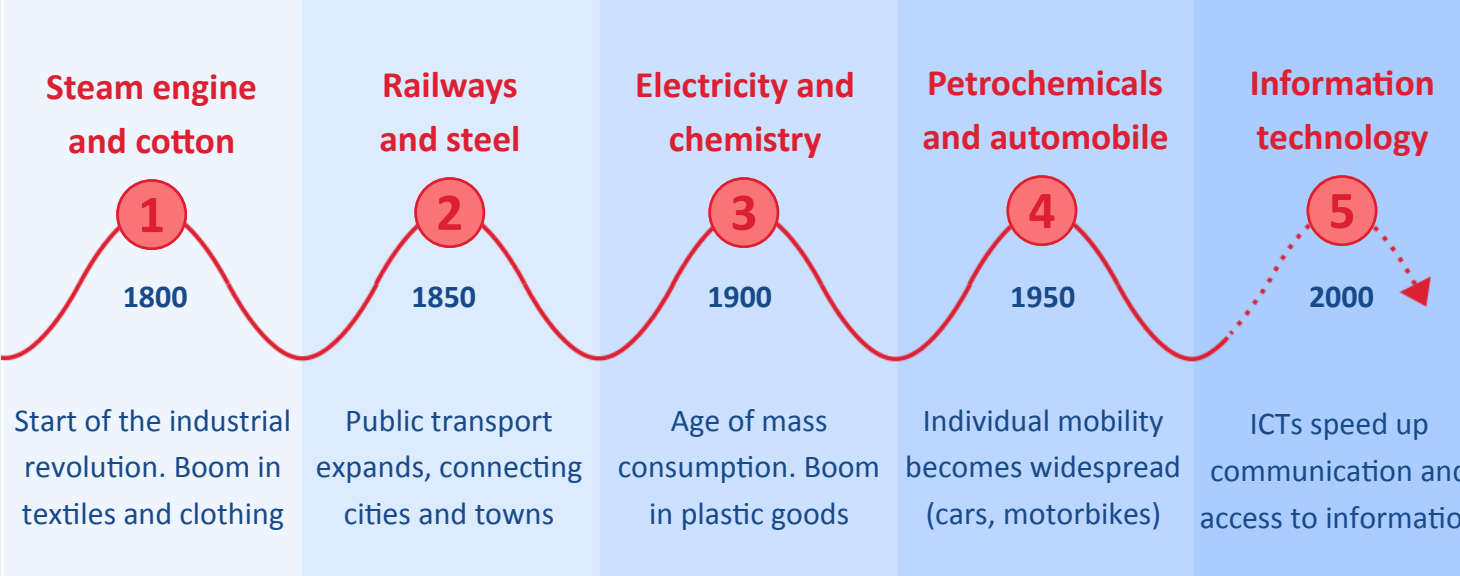 Steam engine
and cotton
1
1800
Start of the industrial
revolution. Boom in
textiles and clothing
Railways
and steel
2
1850
Public transport
expands, connecting
cities and towns
Electricity and
chemistry
3
1900
Age of mass
consumption. Boom
in plastic goods
Petrochemicals
and automobile
4
1950
Individual mobility
becomes widespread
(cars, motorbikes)
Information
technology
5
2000
ICTs speed up
communication and
access to informatio